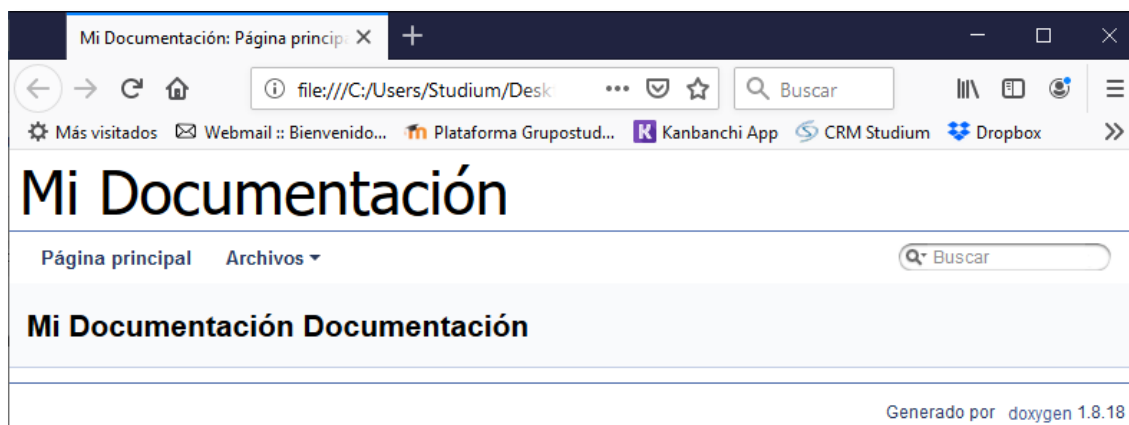 Mi Documentación: Página princip
file:///C:/Users/Studium/Desk
Buscar
Más visitados Webmail :: Bienvenido... Plataforma Grupostud... Kanbanchi App CRM Studium Dropbox
Mi Documentación
Página principal Archivos Buscar
Mi Documentación Documentación
Generado por doxygen 1.8.18